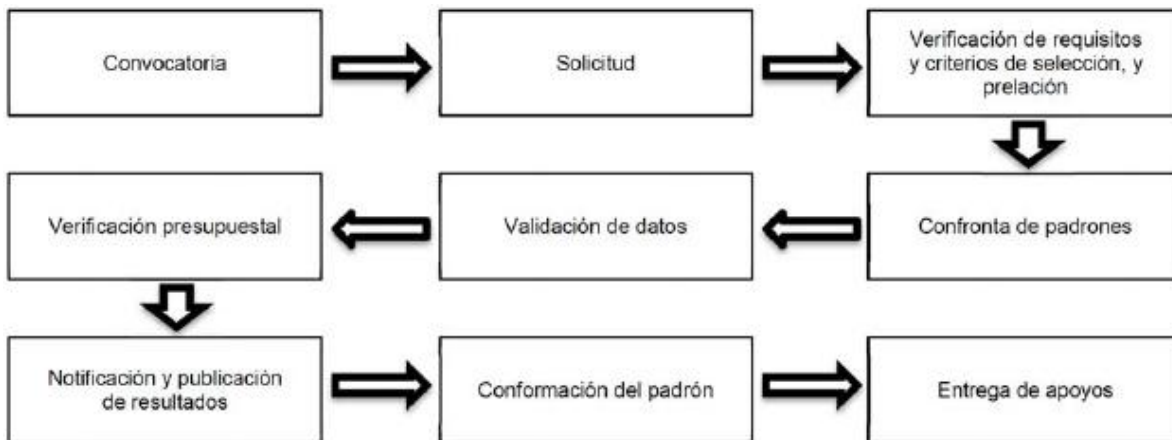 Convocatoria
Solicitud
Verificación de requisitos
y criterios de selección, y
prelación
Confronta de padrones
Validación de datos
Verificación presupuestal
Notificación y publicación
de resultados
Conformación del padrón
Entrega de apoyos